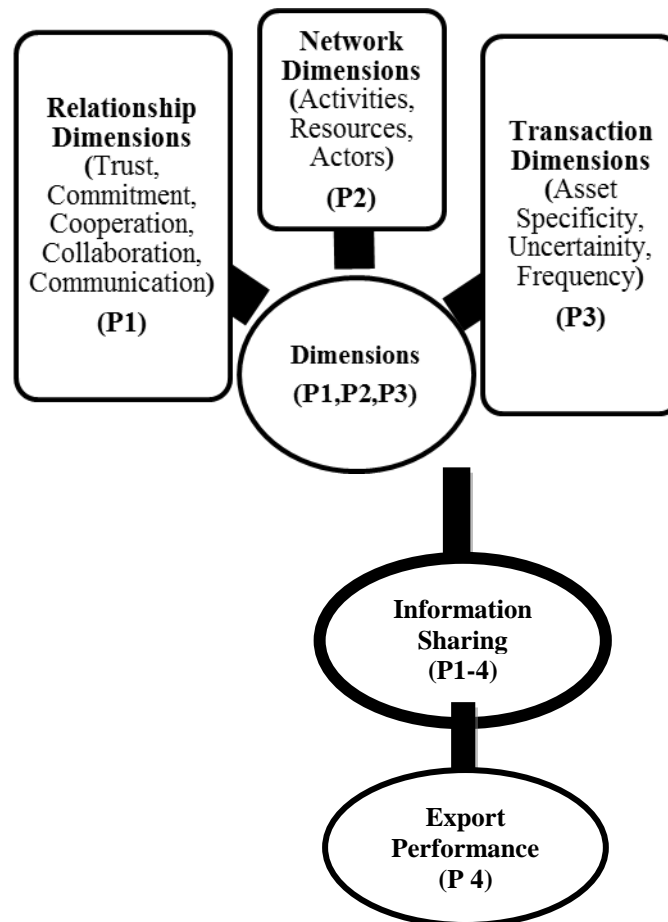 Relationship
Dimensions
(Trust,
Commitment,
Cooperation,
Collaboration,
Communication)
(P1)
Network
Dimensions
(Activities,
Resources,
Actors)
(P2)
Transaction
Dimensions
(Asset
Specificity,
Uncertainity,
Frequency)
(P3)
Dimensions
(P1,P2,P3)
Information
Sharing
(P1-4)
Export
Performance
(P 4)